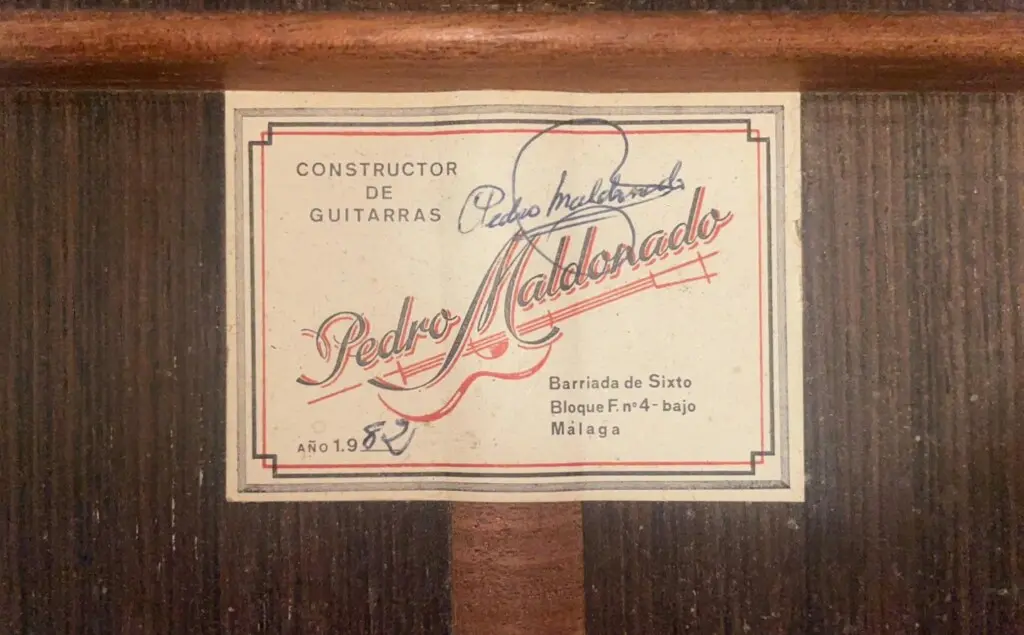 CONSTRUCTOR
DE
GUITARRAS
Pedro Maldonado
Pedro Maldonado
Barriada de Sixto
Bloque F. nº 4 - bajo
Málaga
AÑO 1.982